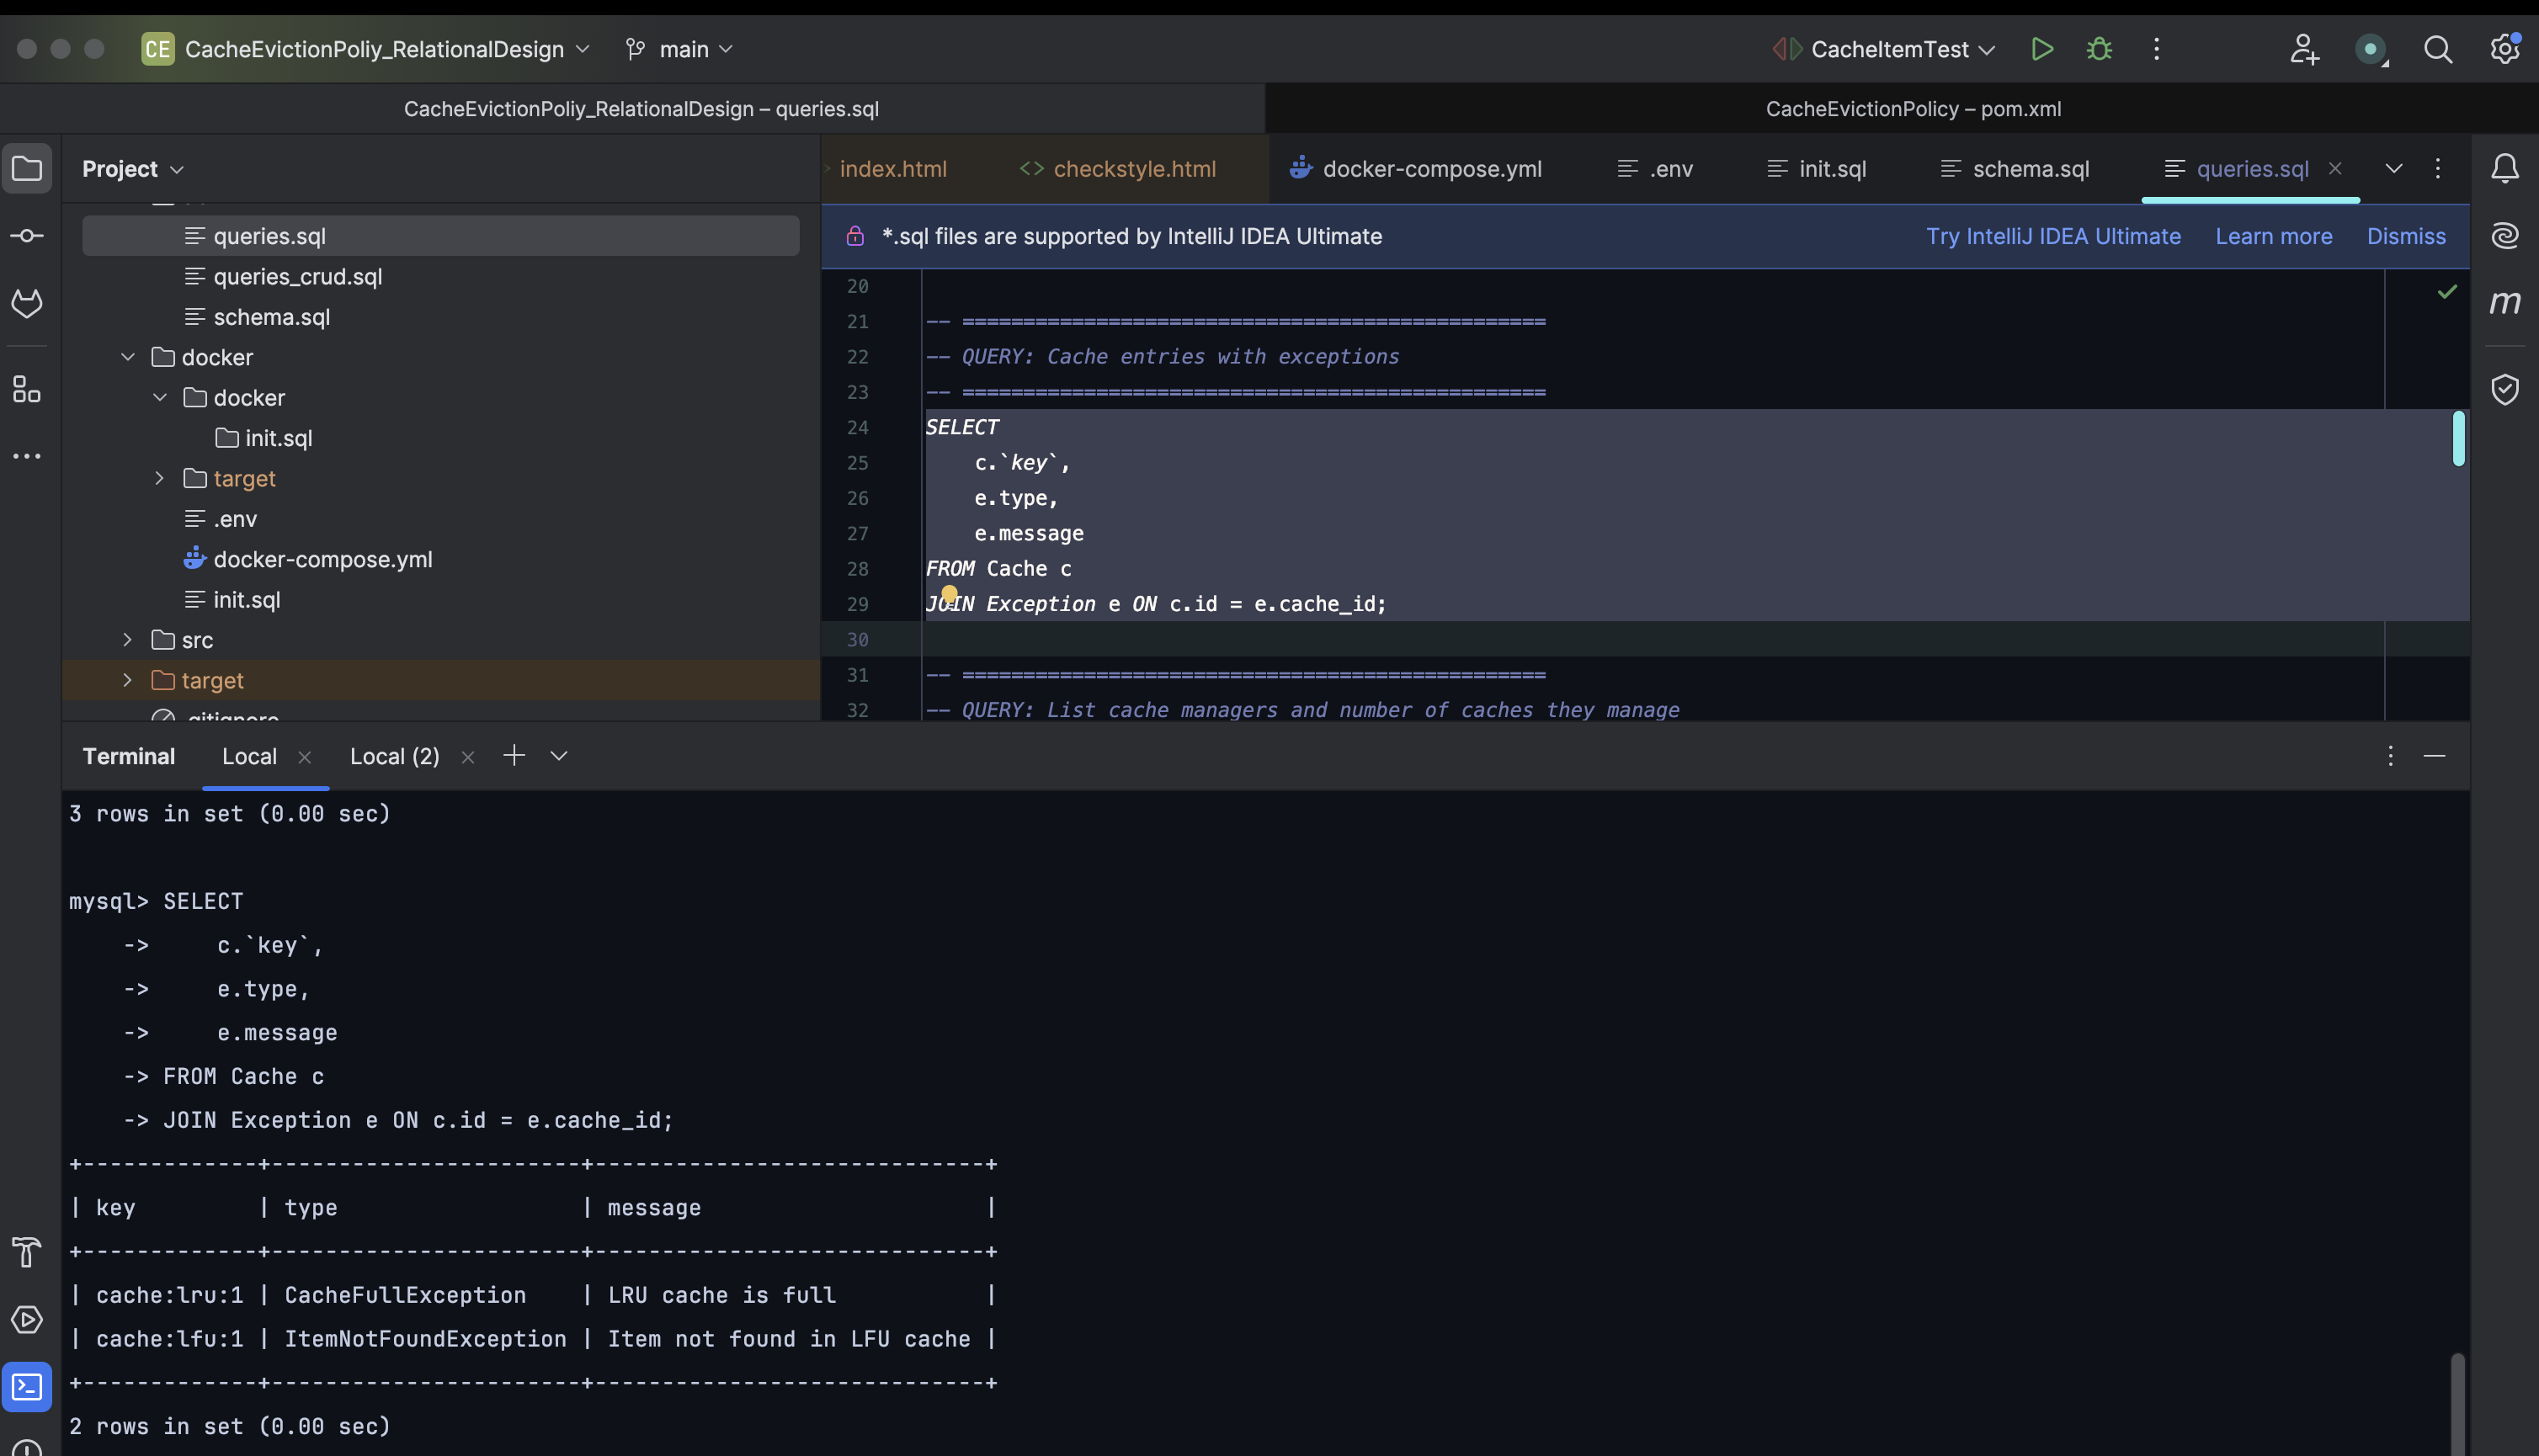 CE CacheEvictionPoliy_RelationalDesign main CacheItemTest
CacheEvictionPoliy_RelationalDesign – queries.sql CacheEvictionPolicy – pom.xml
Project
index.html <> checkstyle.html docker-compose.yml .env init.sql schema.sql queries.sql
queries.sql
queries_crud.sql
schema.sql
docker
docker
init.sql
target
.env
docker-compose.yml
init.sql
src
target
.gitignore
*.sql files are supported by IntelliJ IDEA Ultimate Try IntelliJ IDEA Ultimate Learn more Dismiss
20
21 -- ================================================
22 -- QUERY: Cache entries with exceptions
23 -- ================================================
24 SELECT
25     c.`key`,
26     e.type,
27     e.message
28 FROM Cache c
29 JOIN Exception e ON c.id = e.cache_id;
30
31 -- ================================================
32 -- QUERY: List cache managers and number of caches they manage
Terminal Local Local (2)
3 rows in set (0.00 sec)
mysql> SELECT
    ->     c.`key`,
    ->     e.type,
    ->     e.message
    -> FROM Cache c
    -> JOIN Exception e ON c.id = e.cache_id;
+-------------+-----------------------+-----------------------------+
| key         | type                  | message                     |
+-------------+-----------------------+-----------------------------+
| cache:lru:1 | CacheFullException    | LRU cache is full           |
| cache:lfu:1 | ItemNotFoundException | Item not found in LFU cache |
+-------------+-----------------------+-----------------------------+
2 rows in set (0.00 sec)